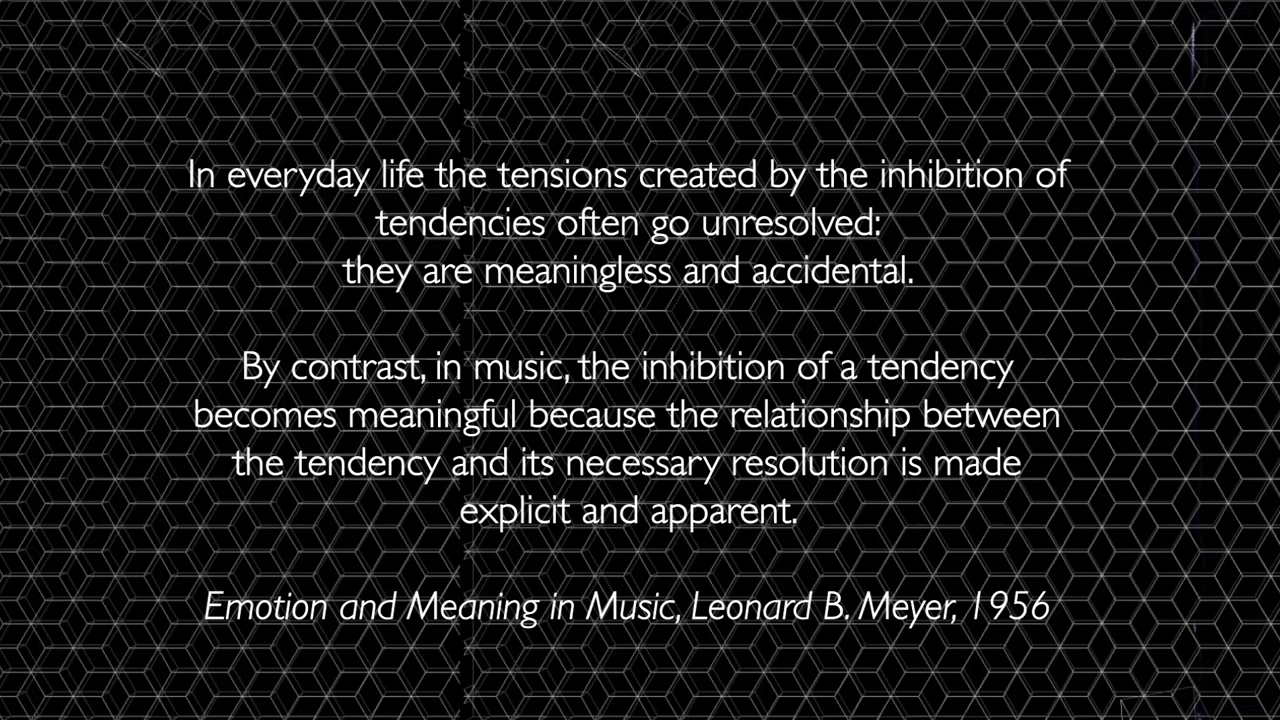 In everyday life the tensions created by the inhibition of
tendencies often go unresolved:
they are meaningless and accidental.
By contrast, in music, the inhibition of a tendency
becomes meaningful because the relationship between
the tendency and its necessary resolution is made
explicit and apparent.
Emotion and Meaning in Music, Leonard B. Meyer, 1956